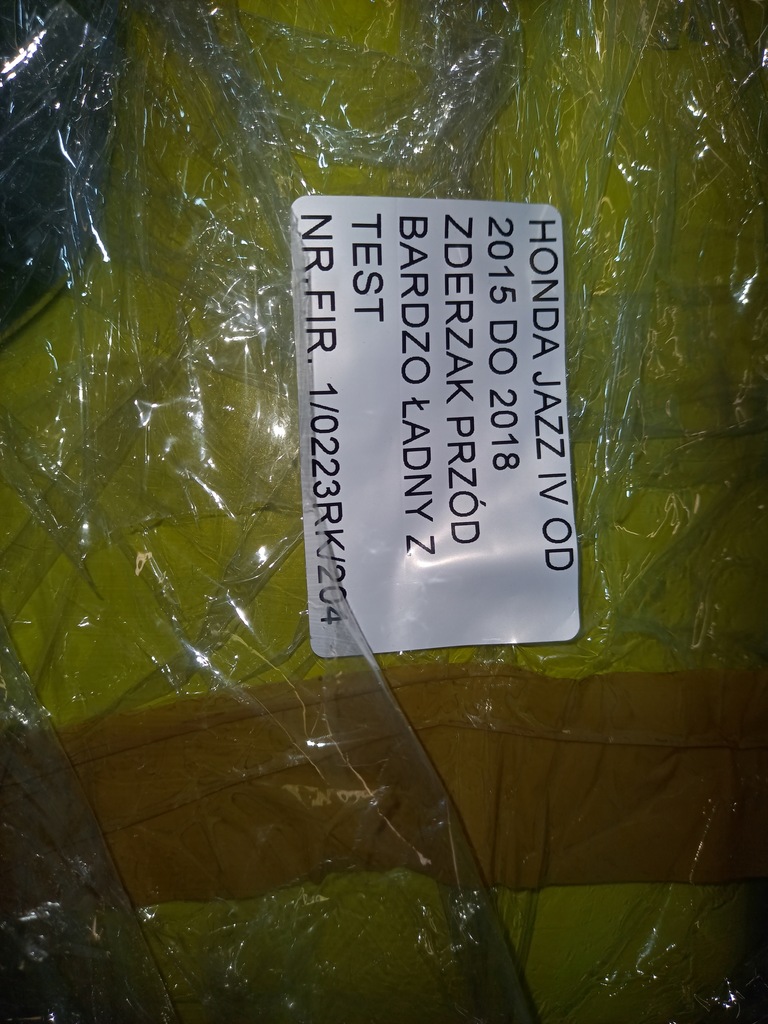 HONDA JAZZ IV OD
2015 DO 2018
ZDERZAK PRZÓD
BARDZO ŁADNY Z
TEST
NR.FIR. 1/0223RK/204